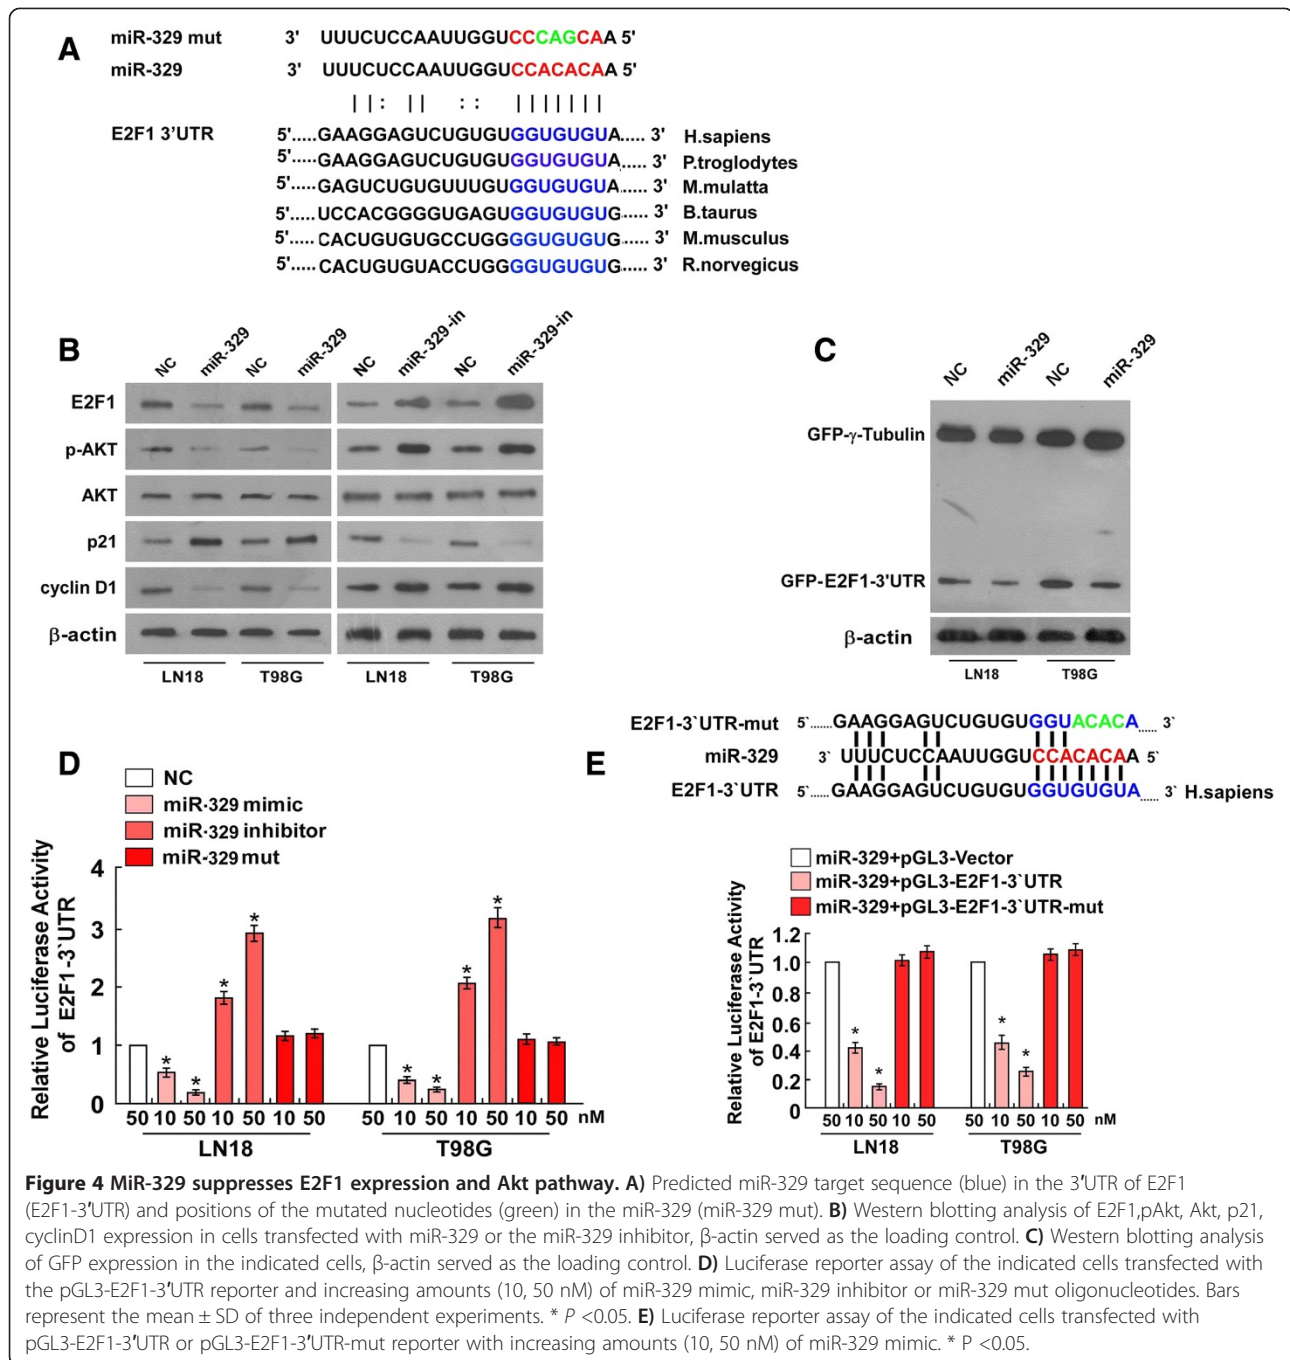 A
miR-329 mut 3' UUUCUCCAAUUGGUCCCAGCAA 5'
miR-329 3' UUUCUCCAAUUGGUCCACACAA 5'
E2F1 3'UTR 5'.....GAAGGAGUCUGUGUGGUGUGUA..... 3' H.sapiens
5'.....GAAGGAGUCUGUGUGGUGUGUA..... 3' P.troglodytes
5'.....GAGUCUGUGUUUGUGGUGUGUA..... 3' M.mulatta
5'.....UCCACGGGGUGAGUGGUGUGUG..... 3' B.taurus
5'.....CACUGUGUGCCUGGGGUGUGUG..... 3' M.musculus
5'.....CACUGUGUACCUGGGGUGUGUG..... 3' R.norvegicus
B
NC miR-329 NC miR-329 NC miR-329-in NC miR-329-in
E2F1
p-AKT
AKT
p21
cyclin D1
β-actin
LN18 T98G LN18 T98G
C
NC miR-329 NC miR-329
GFP-γ-Tubulin
GFP-E2F1-3'UTR
β-actin
LN18 T98G
D
NC
miR-329 mimic
miR-329 inhibitor
miR-329 mut
Relative Luciferase Activity
of E2F1-3`UTR
4
3
2
1
0
* * * * * * * *
50 10 50 10 50 10 50 50 10 50 10 50 10 50 nM
LN18 T98G
E
E2F1-3`UTR-mut 5`......GAAGGAGUCUGUGUGGUACACA...... 3`
miR-329 3` UUUCUCCAAUUGGUCCACACAA 5`
E2F1-3`UTR 5`......GAAGGAGUCUGUGUGGUGUGUA...... 3` H.sapiens
miR-329+pGL3-Vector
miR-329+pGL3-E2F1-3`UTR
miR-329+pGL3-E2F1-3`UTR-mut
Relative Luciferase Activity
of E2F1-3`UTR
1.2
1.0
0.8
0.6
0.4
0.2
0
* * * *
50 10 50 10 50 50 10 50 10 50 nM
LN18 T98G
Figure 4 MiR-329 suppresses E2F1 expression and Akt pathway. A) Predicted miR-329 target sequence (blue) in the 3′UTR of E2F1
(E2F1-3′UTR) and positions of the mutated nucleotides (green) in the miR-329 (miR-329 mut). B) Western blotting analysis of E2F1,pAkt, Akt, p21,
cyclinD1 expression in cells transfected with miR-329 or the miR-329 inhibitor, β-actin served as the loading control. C) Western blotting analysis
of GFP expression in the indicated cells, β-actin served as the loading control. D) Luciferase reporter assay of the indicated cells transfected with
the pGL3-E2F1-3′UTR reporter and increasing amounts (10, 50 nM) of miR-329 mimic, miR-329 inhibitor or miR-329 mut oligonucleotides. Bars
represent the mean ± SD of three independent experiments. * P <0.05. E) Luciferase reporter assay of the indicated cells transfected with
pGL3-E2F1-3′UTR or pGL3-E2F1-3′UTR-mut reporter with increasing amounts (10, 50 nM) of miR-329 mimic. * P <0.05.